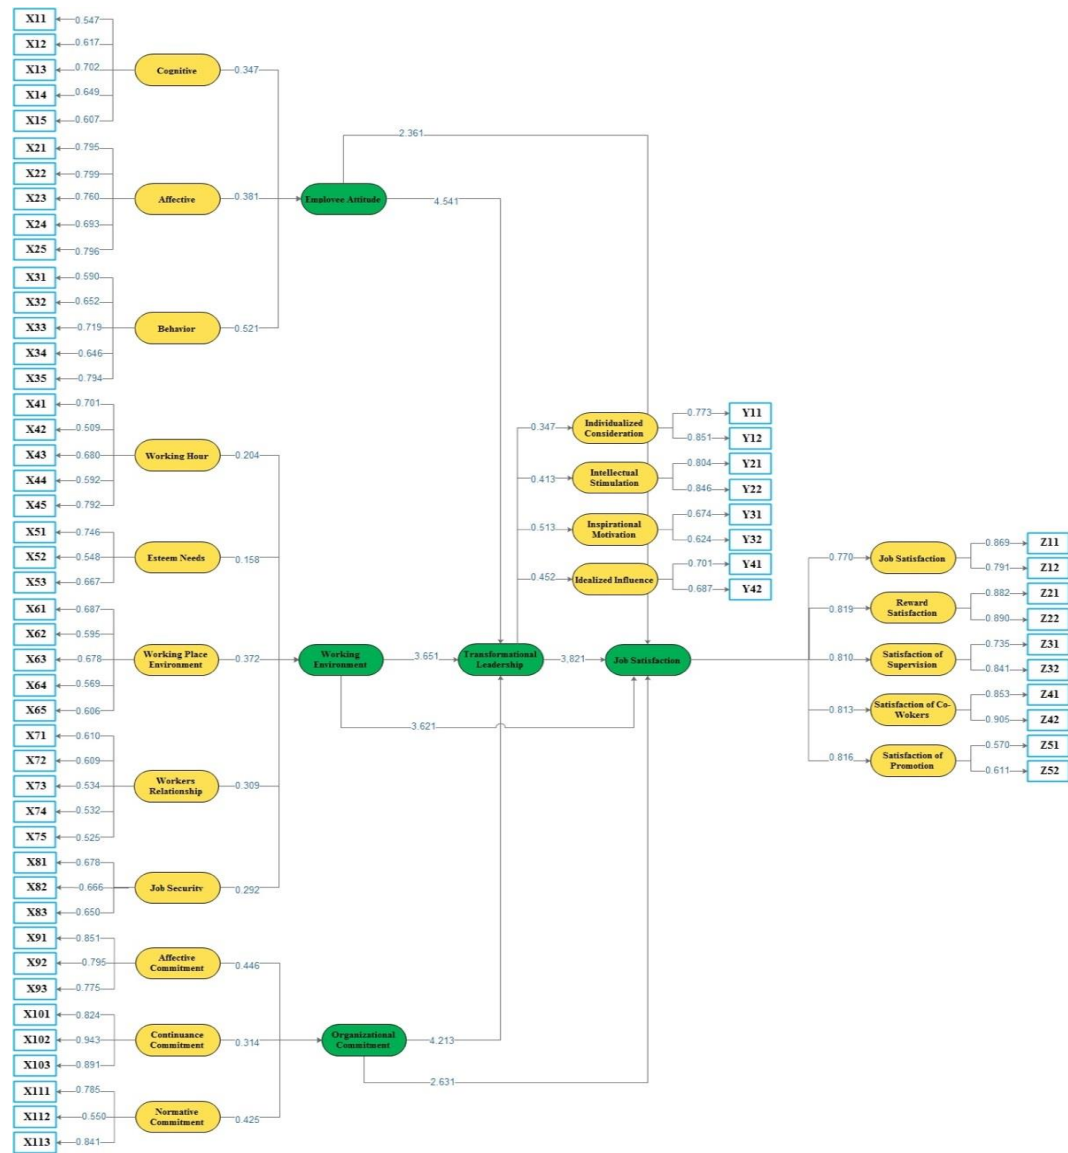 X11
0.547
X12
0.617
X13
0.702
Cognitive
0.347
X14
0.649
X15
0.607
X21
0.795
X22
0.799
X23
0.760
Affective
0.381
X24
0.693
X25
0.796
X31
0.590
X32
0.652
X33
0.719
Behavior
0.521
X34
0.646
X35
0.794
Employee Attitude
2.361
4.541
X41
0.701
X42
0.509
X43
0.680
Working Hour
0.204
X44
0.592
X45
0.792
X51
0.746
X52
0.548
Esteem Needs
0.158
X53
0.667
X61
0.687
X62
0.595
X63
0.678
Working Place
Environment
0.372
X64
0.569
X65
0.606
X71
0.610
X72
0.609
X73
0.534
Workers
Relationship
0.309
X74
0.532
X75
0.525
X81
0.678
X82
0.666
Job Security
0.292
X83
0.650
Working
Environment
3.651
3.621
X91
0.851
X92
0.795
Affective
Commitment
0.446
X93
0.775
X101
0.824
X102
0.943
Continuance
Commitment
0.314
X103
0.891
X111
0.785
X112
0.550
Normative
Commitment
0.425
X113
0.841
Organizational
Commitment
4.213
2.631
Transformational
Leadership
3.821
0.347
Individualized
Consideration
0.773
Y11
0.851
Y12
0.413
Intellectual
Stimulation
0.804
Y21
0.846
Y22
0.513
Inspirational
Motivation
0.674
Y31
0.624
Y32
0.452
Idealized Influence
0.701
Y41
0.687
Y42
Job Satisfaction
0.770
Job Satisfaction
0.869
Z11
0.791
Z12
0.819
Reward
Satisfaction
0.882
Z21
0.890
Z22
0.810
Satisfaction of
Supervision
0.735
Z31
0.841
Z32
0.813
Satisfaction of Co-
Wokers
0.853
Z41
0.905
Z42
0.816
Satisfaction of
Promotion
0.570
Z51
0.611
Z52